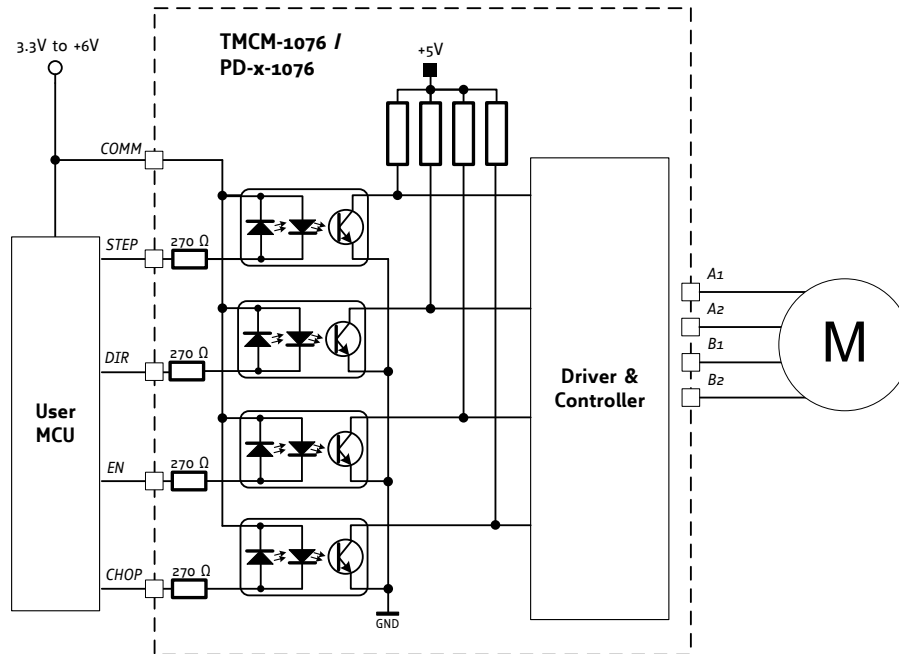 3.3V to +6V
TMCM-1076 /
PD-x-1076
+5V
COMM
STEP
270 Ω
DIR
270 Ω
EN
270 Ω
CHOP
270 Ω
User
MCU
Driver &
Controller
GND
A1
A2
B1
B2
M